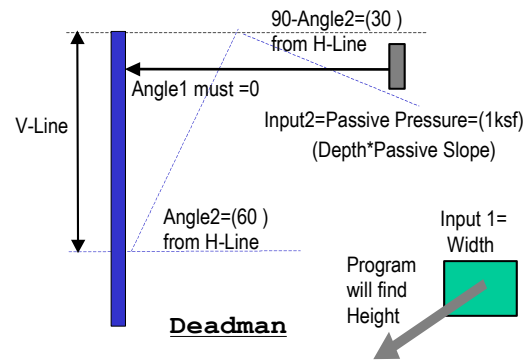 90-Angle2=(30 )
from H-Line
Angle1 must =0
V-Line
Input2=Passive Pressure=(1ksf)
(Depth*Passive Slope)
Angle2=(60 )
from H-Line
Input 1=
Width
Program
will find
Height
Deadman